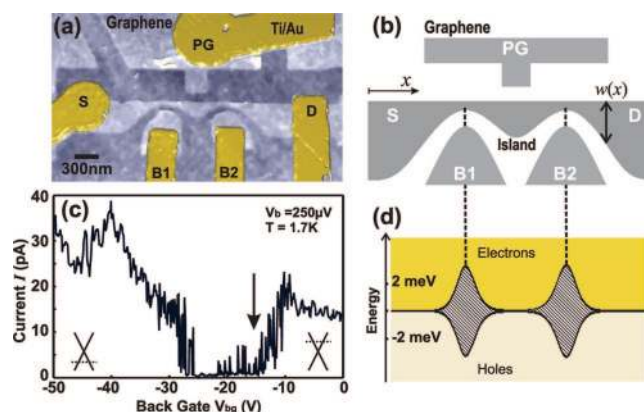 (a)
Graphene
Ti/Au
PG
S
D
300nm
B1
B2
(b)
Graphene
PG
x
w(x)
S
D
Island
B1
B2
(c)
V_b =250µV
T = 1.7K
Current I (pA)
40
30
20
10
0
-50
-40
-30
-20
-10
0
Back Gate V_bg (V)
(d)
Energy
Electrons
2 meV
-2 meV
Holes